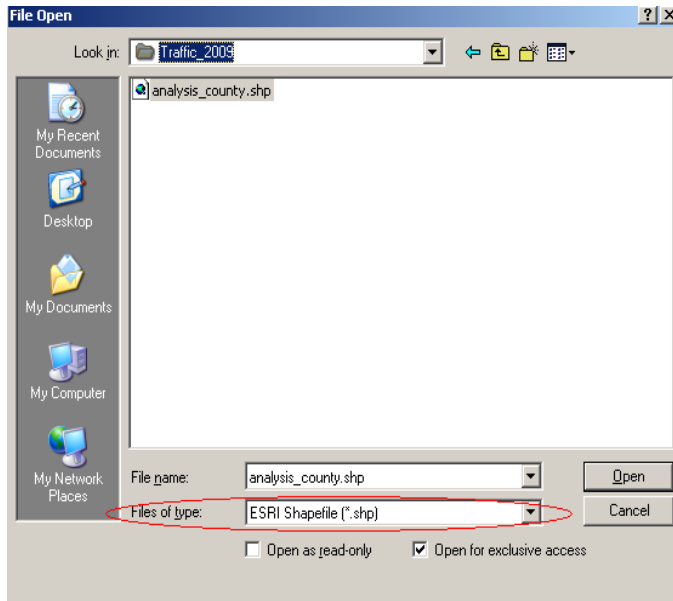 File Open
Look in: Traffic_2009
analysis_county.shp
My Recent
Documents
Desktop
My Documents
My Computer
My Network
Places
File name: analysis_county.shp Open
Files of type: ESRI Shapefile (*.shp) Cancel
Open as read-only Open for exclusive access